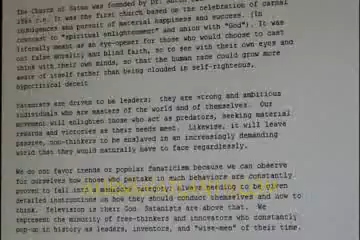 The Church of Satan was founded by Dr. Anton
1966 c.e. It was the first church based on the celebration of carnal
indulgences and pursuit of material happiness and success. (In
contrast to "spiritual enlightenment" and union with "God"). It was
literally meant as an eye-opener for those who would choose to cast
out false morality and blind faith, so to see with their own eyes and
think with their own minds, so that the human race could grow more
aware of itself rather than being clouded in self-righteous,
hypocritical deceit
Satanists are driven to be leaders: they are strong and ambitious
individuals who are masters of the world and of themselves. Our
movement will enlighten those who act as predators, seeking material
rewards and victories as their needs meet. Likewise, it will leave
passive, non-thinkers to be enslaved in an increasingly demanding
world that they would naturally have to face regardlessly.
We do not favor trends or popular fanaticism because we can observe
for ourselves how those who partake in such behaviors are constantly
proven to fall into a mindless category; always needing to be given
detailed instructions on how they should conduct themselves and how to
think. Television is their God. Satanists are above that. We
represent the minority of free-thinkers and innovators who constantly
pop-up in history as leaders, inventors, and "wise-men" of their time.